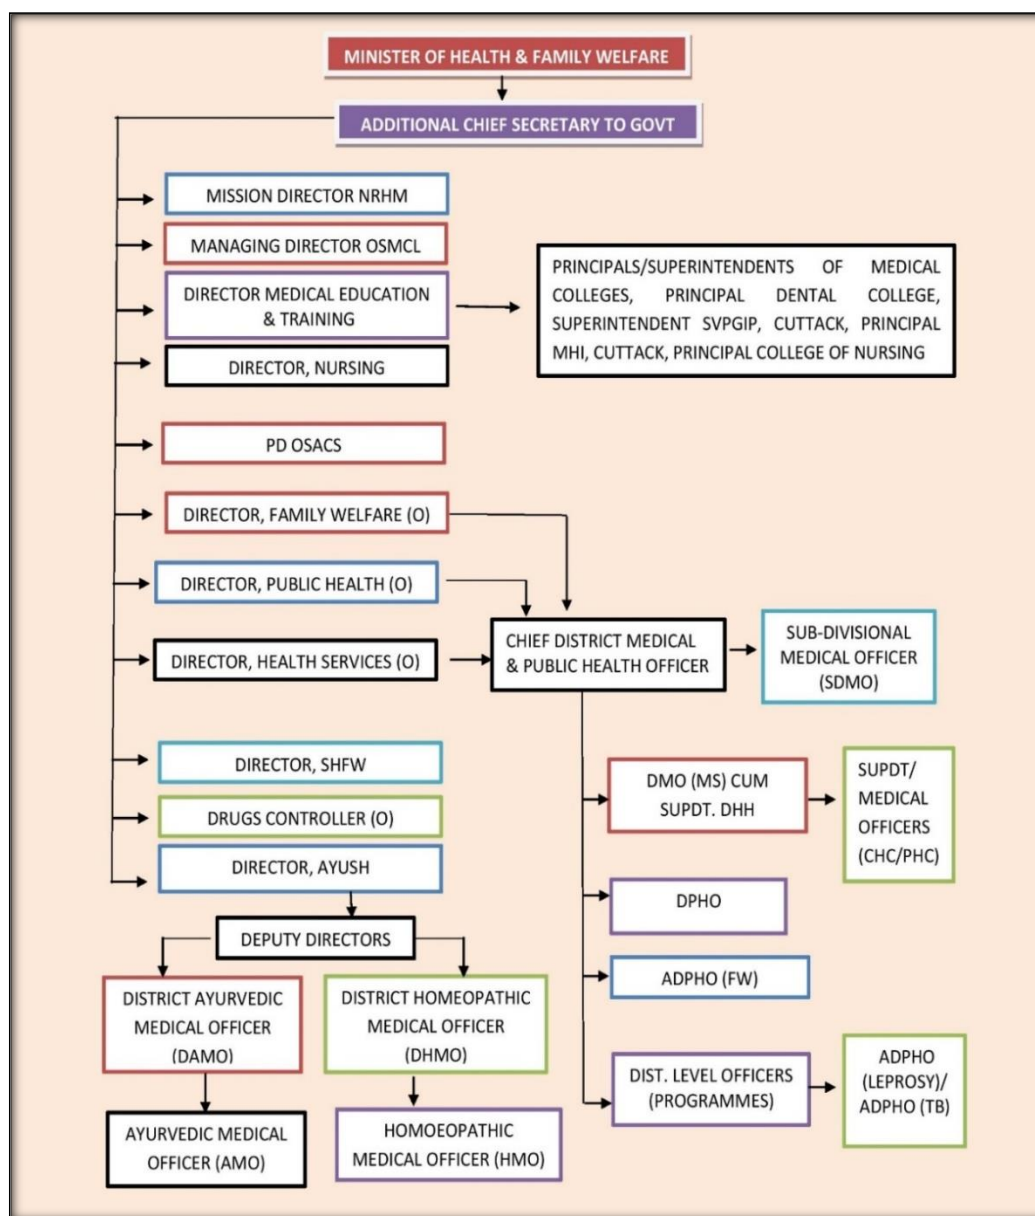 MINISTER OF HEALTH & FAMILY WELFARE
ADDITIONAL CHIEF SECRETARY TO GOVT
MISSION DIRECTOR NRHM
MANAGING DIRECTOR OSMCL
DIRECTOR MEDICAL EDUCATION
& TRAINING
PRINCIPALS/SUPERINTENDENTS OF MEDICAL
COLLEGES, PRINCIPAL DENTAL COLLEGE,
SUPERINTENDENT SVPGIP, CUTTACK, PRINCIPAL
MHI, CUTTACK, PRINCIPAL COLLEGE OF NURSING
DIRECTOR, NURSING
PD OSACS
DIRECTOR, FAMILY WELFARE (O)
DIRECTOR, PUBLIC HEALTH (O)
DIRECTOR, HEALTH SERVICES (O)
CHIEF DISTRICT MEDICAL
& PUBLIC HEALTH OFFICER
SUB-DIVISIONAL
MEDICAL OFFICER
(SDMO)
DIRECTOR, SHFW
DRUGS CONTROLLER (O)
DIRECTOR, AYUSH
DMO (MS) CUM
SUPDT. DHH
SUPDT/
MEDICAL
OFFICERS
(CHC/PHC)
DPHO
ADPHO (FW)
DIST. LEVEL OFFICERS
(PROGRAMMES)
ADPHO
(LEPROSY)/
ADPHO (TB)
DEPUTY DIRECTORS
DISTRICT AYURVEDIC
MEDICAL OFFICER
(DAMO)
DISTRICT HOMEOPATHIC
MEDICAL OFFICER
(DHMO)
AYURVEDIC MEDICAL
OFFICER (AMO)
HOMOEOPATHIC
MEDICAL OFFICER (HMO)